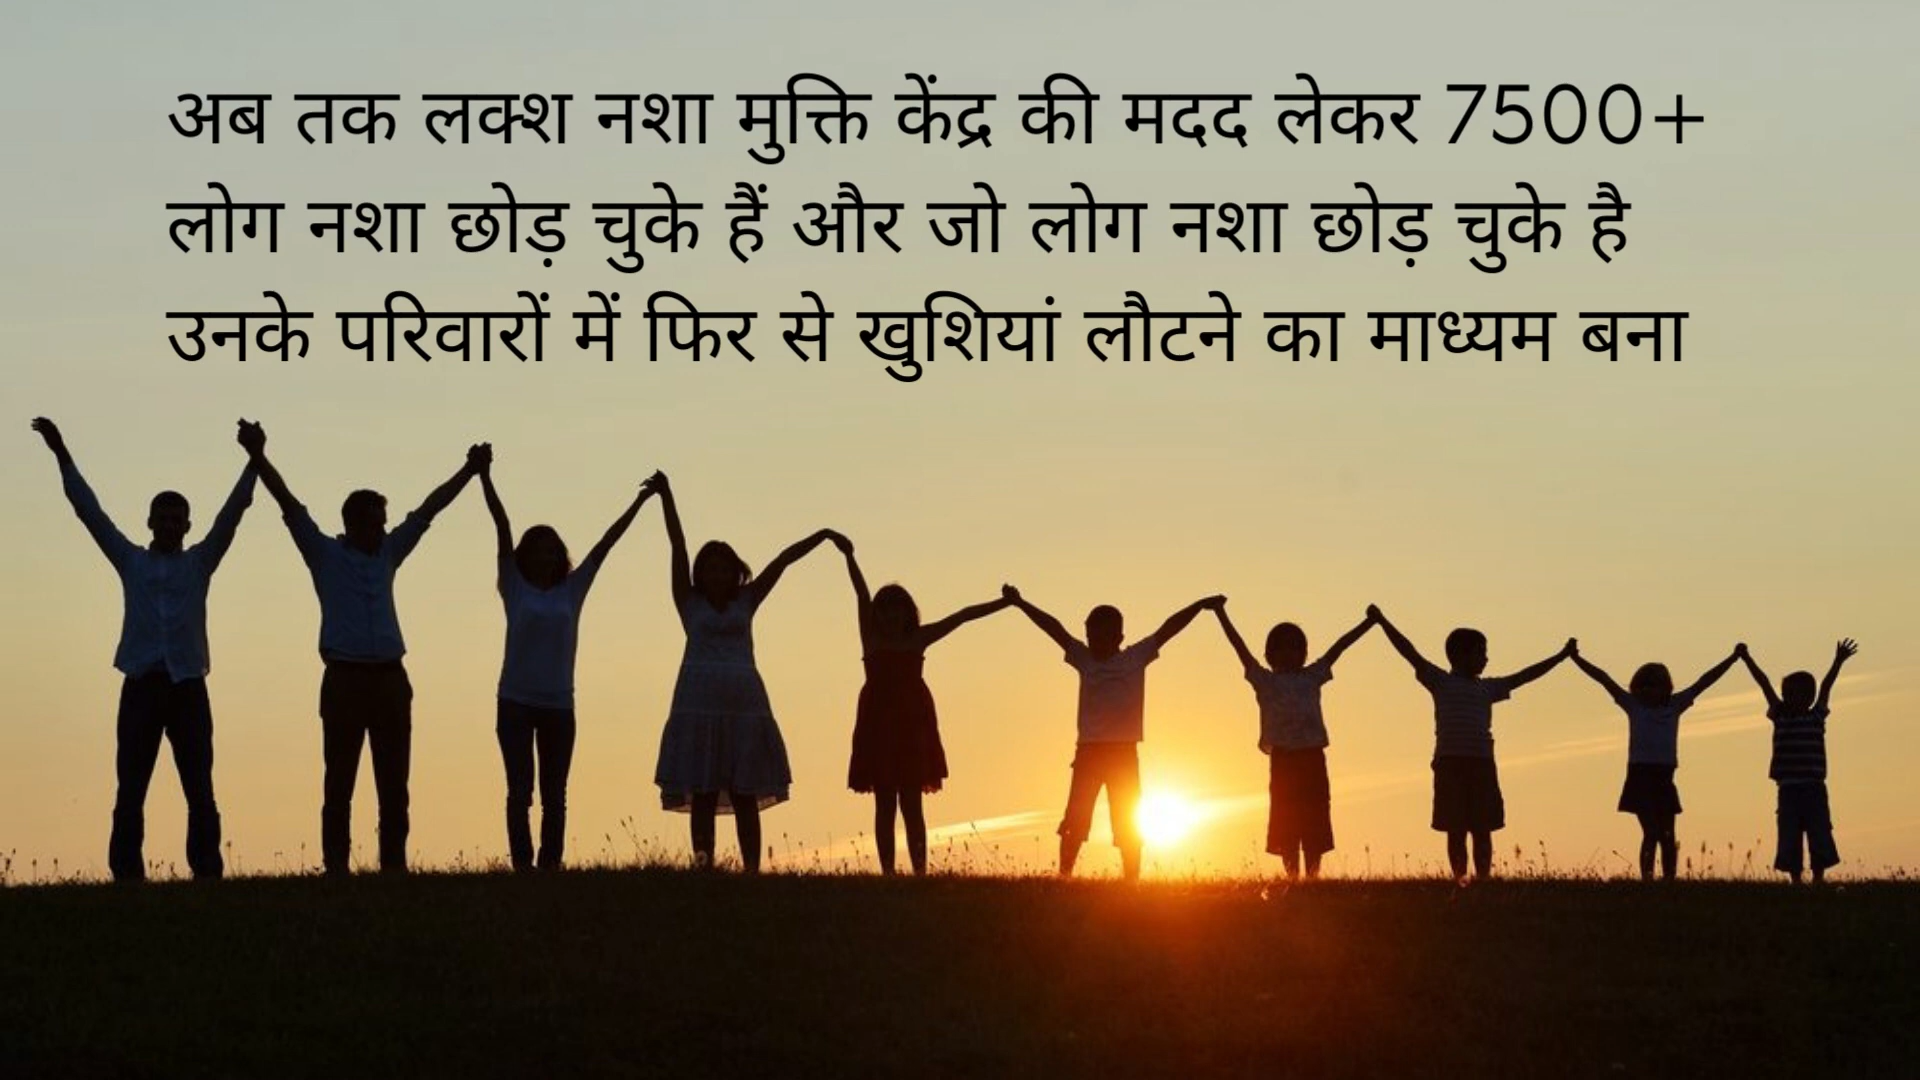 अब तक लक्श नशा मुक्ति केंद्र की मदद लेकर 7500+
लोग नशा छोड़ चुके हैं और जो लोग नशा छोड़ चुके है
उनके परिवारों में फिर से खुशियां लौटने का माध्यम बना